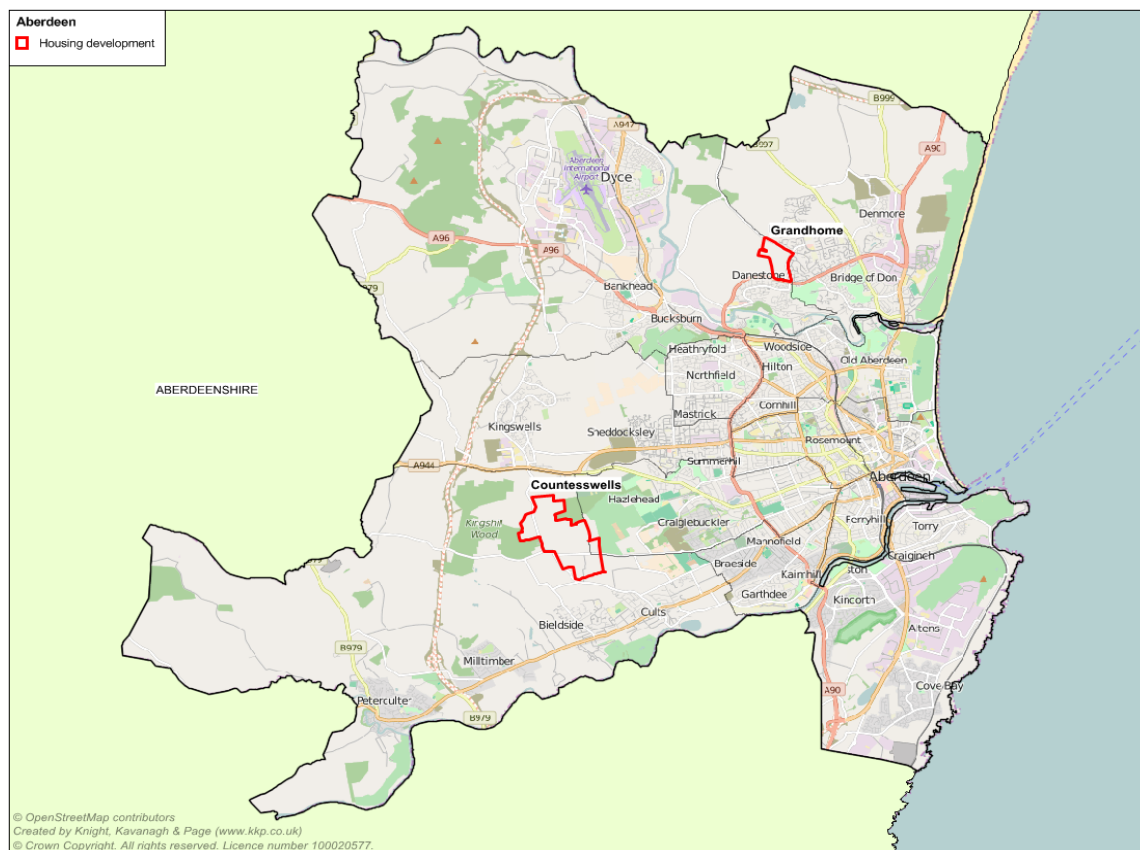 Aberdeen
Housing development
B999
A947
B997
A90
Aberdeen
International
Airport
Dyce
Denmore
Grandhome
A96
A96
Danestone
Bridge of Don
Bankhead
Bucksburn
Woodside
Heathryfold
Old Aberdeen
Hilton
Northfield
ABERDEENSHIRE
Cornhill
Mastrick
Kingswells
Sheddocksley
Rosemount
Summerhill
A944
Aberdeen
Countesswells
Hazlehead
Craigiebuckler
Ferryhill
Torry
Kingshill
Wood
Mannofield
Craiginch
Braeside
Kaimhill
Garthdee
Kincorth
Cults
Bieldside
Altens
B979
Milltimber
Cove Bay
A90
Peterculter
B979
© OpenStreetMap contributors
Created by Knight, Kavanagh & Page (www.kkp.co.uk)
© Crown Copyright. All rights reserved. Licence number 100020577.